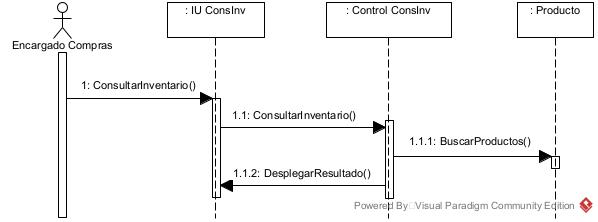 : IU ConsInv
: Control ConsInv
: Producto
Encargado Compras
1: ConsultarInventario()
1.1: ConsultarInventario()
1.1.1: BuscarProductos()
1.1.2: DesplegarResultado()
Powered By Visual Paradigm Community Edition